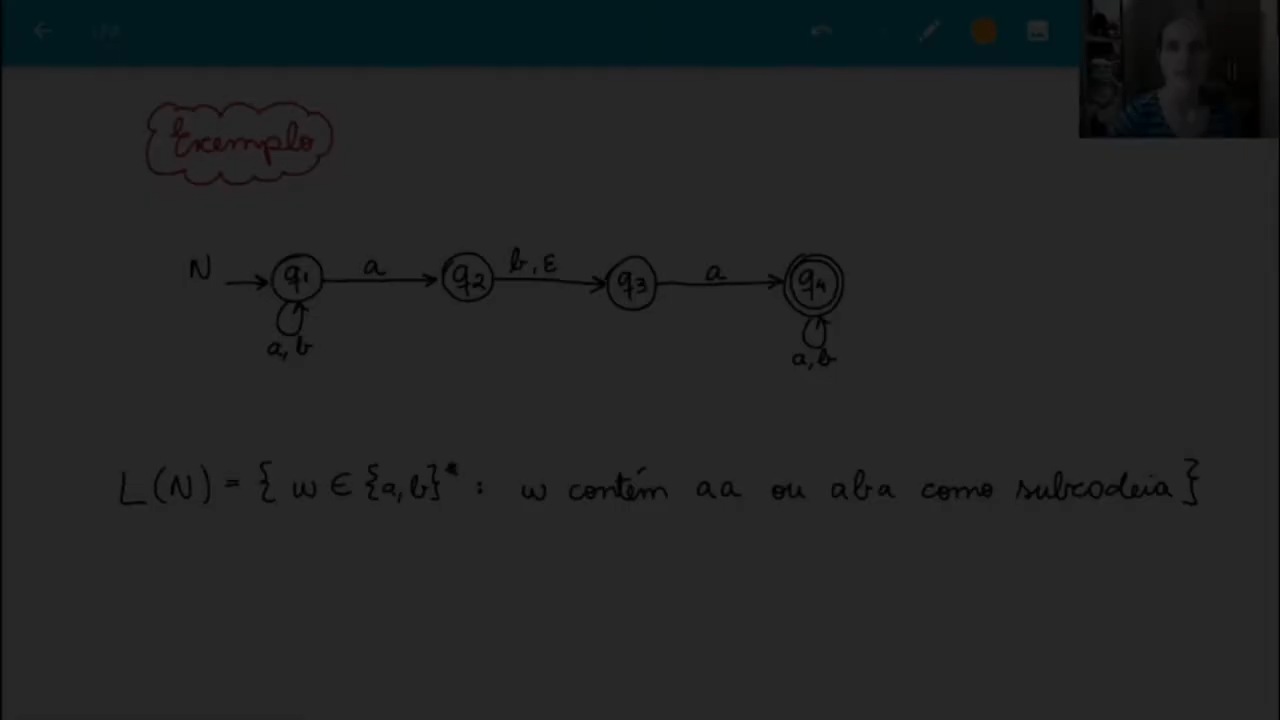 Exemplo
N q1 a q2 b, ε q3 a q4
a, b a, b
L(N) = { w ∈ {a, b}* : w contém aa ou aba como subcadeia }